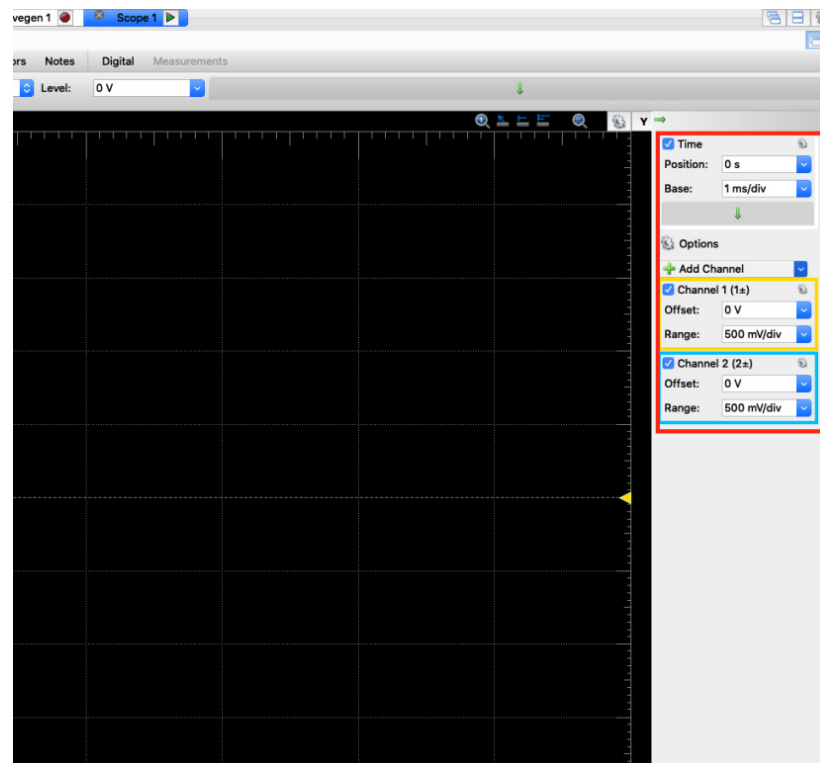 vegen 1 Scope 1
ors Notes Digital Measurements
Level: 0 V
Y
Time
Position: 0 s
Base: 1 ms/div
Options
Add Channel
Channel 1 (1±)
Offset: 0 V
Range: 500 mV/div
Channel 2 (2±)
Offset: 0 V
Range: 500 mV/div